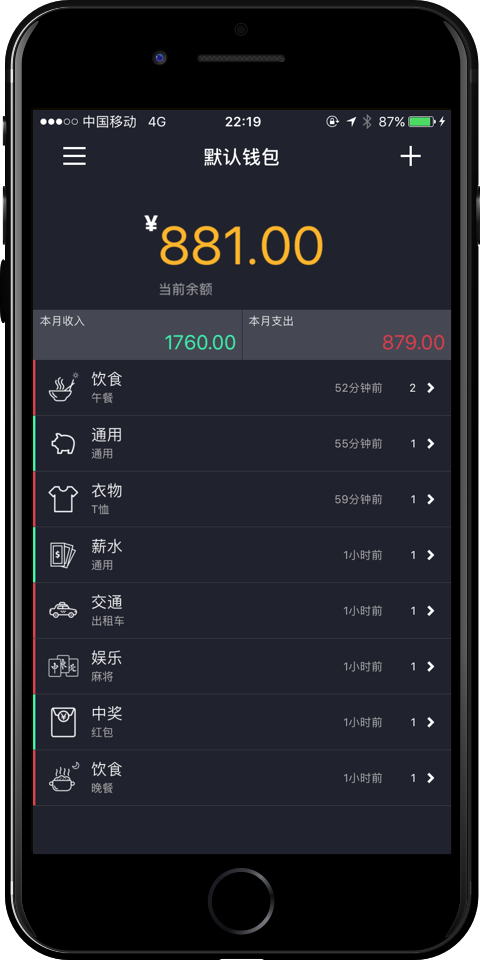 中国移动 4G 22:19 87%
默认钱包
¥881.00
当前余额
本月收入 本月支出
1760.00 879.00
饮食
午餐 52分钟前 2
通用
通用 55分钟前 1
衣物
T恤 59分钟前 1
薪水
通用 1小时前 1
交通
出租车 1小时前 1
娱乐
麻将 1小时前 1
中奖
红包 1小时前 1
饮食
晚餐 1小时前 1